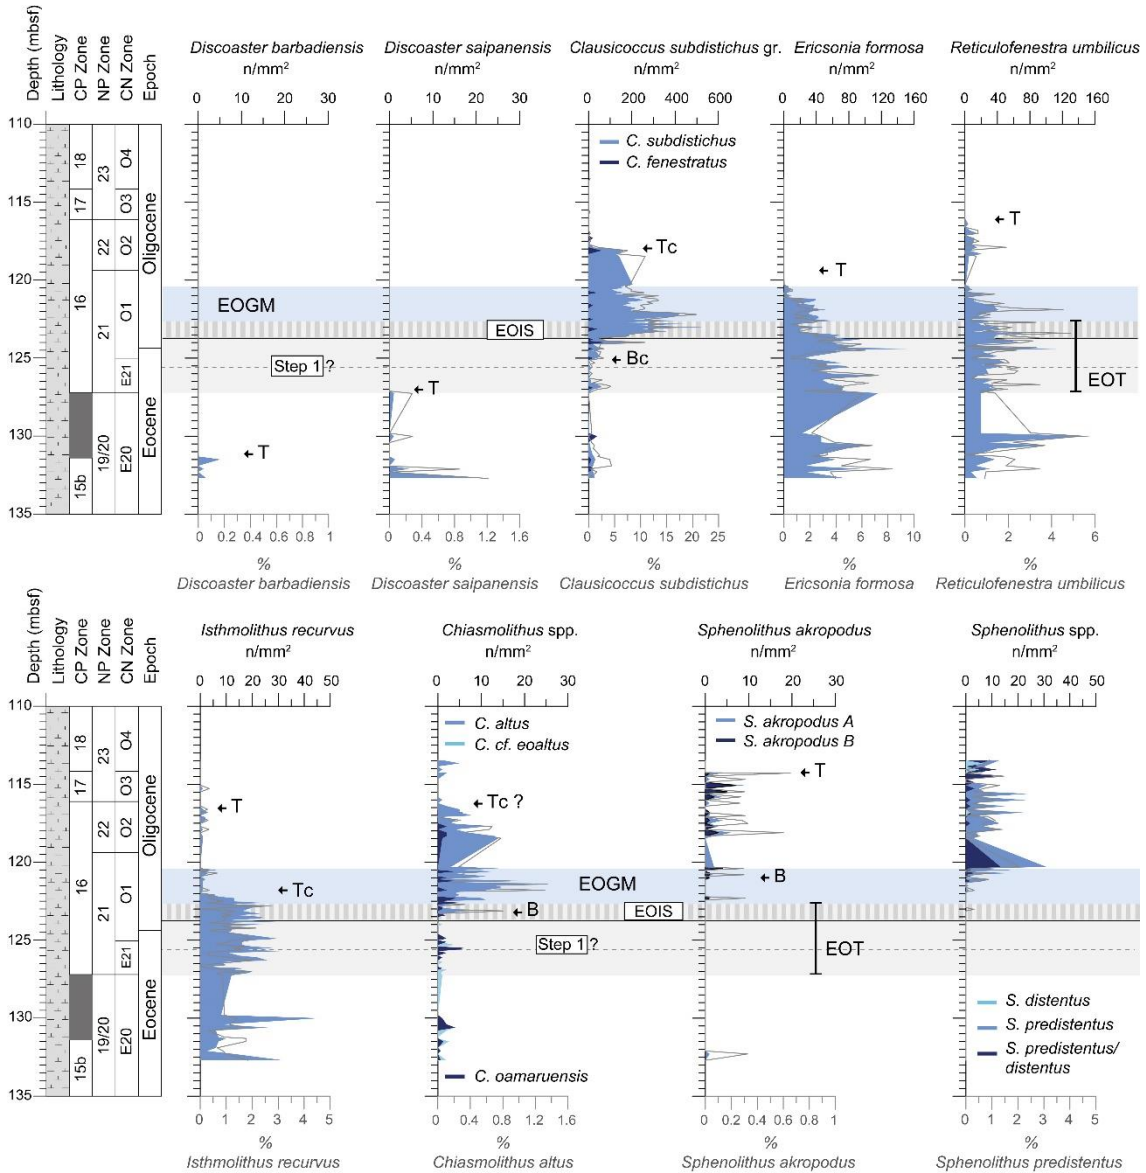 Depth (mbsf)
Lithology
CP Zone
NP Zone
CN Zone
Epoch
Discoaster barbadiensis
n/mm²
0 10 20 30
Discoaster saipanensis
n/mm²
0 10 20 30
Clausicoccus subdistichus gr.
n/mm²
0 200 400 600
Ericsonia formosa
n/mm²
0 40 80 120 160
Reticulofenestra umbilicus
n/mm²
0 40 80 120 160
110
115
120
125
130
135
18
17
16
15b
23
22
21
19/20
O4
O3
O2
O1
E21
E20
Oligocene
Eocene
C. subdistichus
C. fenestratus
T
Tc
T
EOGM
EOIS
Bc
Step 1 ?
T
EOT
T
0 0.2 0.4 0.6 0.8 1
%
Discoaster barbadiensis
0 0.4 0.8 1.2 1.6
%
Discoaster saipanensis
0 5 10 15 20 25
%
Clausicoccus subdistichus
0 2 4 6 8 10
%
Ericsonia formosa
0 2 4 6
%
Reticulofenestra umbilicus
Depth (mbsf)
Lithology
CP Zone
NP Zone
CN Zone
Epoch
Isthmolithus recurvus
n/mm²
0 10 20 30 40 50
Chiasmolithus spp.
n/mm²
0 10 20 30
Sphenolithus akropodus
n/mm²
0 10 20 30
Sphenolithus spp.
n/mm²
0 10 20 30 40 50
110
115
120
125
130
135
18
17
16
15b
23
22
21
19/20
O4
O3
O2
O1
E21
E20
Oligocene
Eocene
C. altus
C. cf. eoaltus
S. akropodus A
S. akropodus B
T
T
Tc ?
Tc
EOGM
B
B
EOIS
Step 1 ?
EOT
S. distentus
S. predistentus
S. predistentus/
distentus
C. oamaruensis
0 1 2 3 4 5
%
Isthmolithus recurvus
0 0.4 0.8 1.2 1.6
%
Chiasmolithus altus
0 0.2 0.4 0.6 0.8 1
%
Sphenolithus akropodus
0 1 2 3 4 5
%
Sphenolithus predistentus